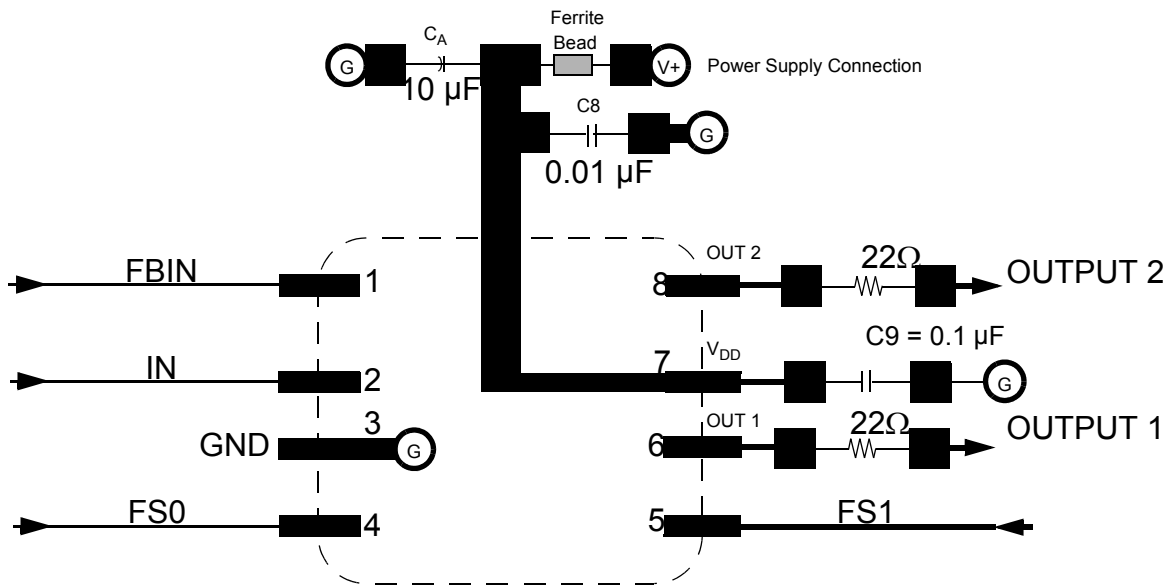 Ferrite
Bead
C_A
G
V+
Power Supply Connection
10 µF
C8
G
0.01 µF
FBIN
1
8
OUT 2
22Ω
OUTPUT 2
IN
2
7
V_DD
C9 = 0.1 µF
G
GND
3
G
6
OUT 1
22Ω
OUTPUT 1
FS0
4
5
FS1